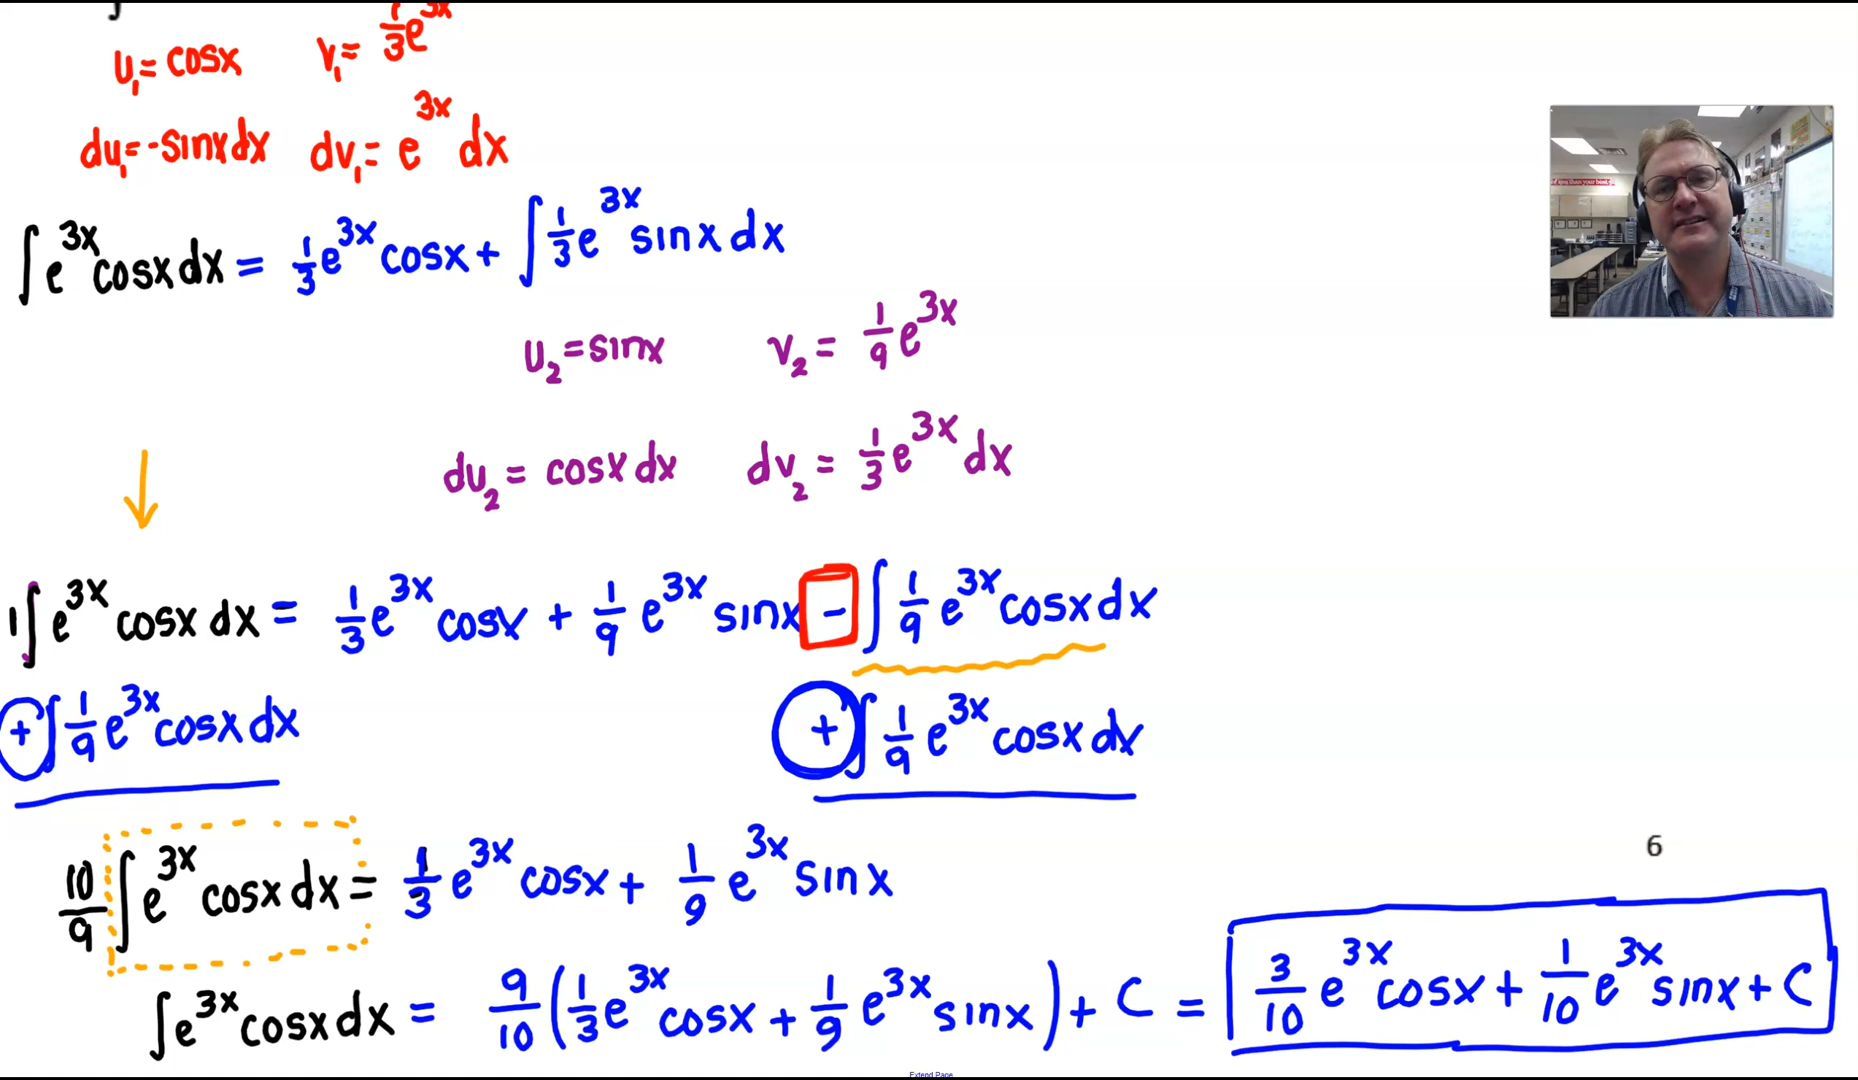 u₁= cosx v₁= 1/3 e^3x
du₁= -sinxdx dv₁= e^3x dx
∫e^3x cosx dx = 1/3 e^3x cosx + ∫1/3 e^3x sinx dx
u₂ = sinx v₂ = 1/9 e^3x
du₂ = cosx dx dv₂ = 1/3 e^3x dx
1∫e^3x cosx dx = 1/3 e^3x cosx + 1/9 e^3x sinx - ∫1/9 e^3x cosx dx
+∫1/9 e^3x cosx dx +∫1/9 e^3x cosx dx
10/9 ∫e^3x cosx dx = 1/3 e^3x cosx + 1/9 e^3x sinx
6
∫e^3x cosx dx = 9/10 (1/3 e^3x cosx + 1/9 e^3x sinx) + C = 3/10 e^3x cosx + 1/10 e^3x sinx + C
Extend Page